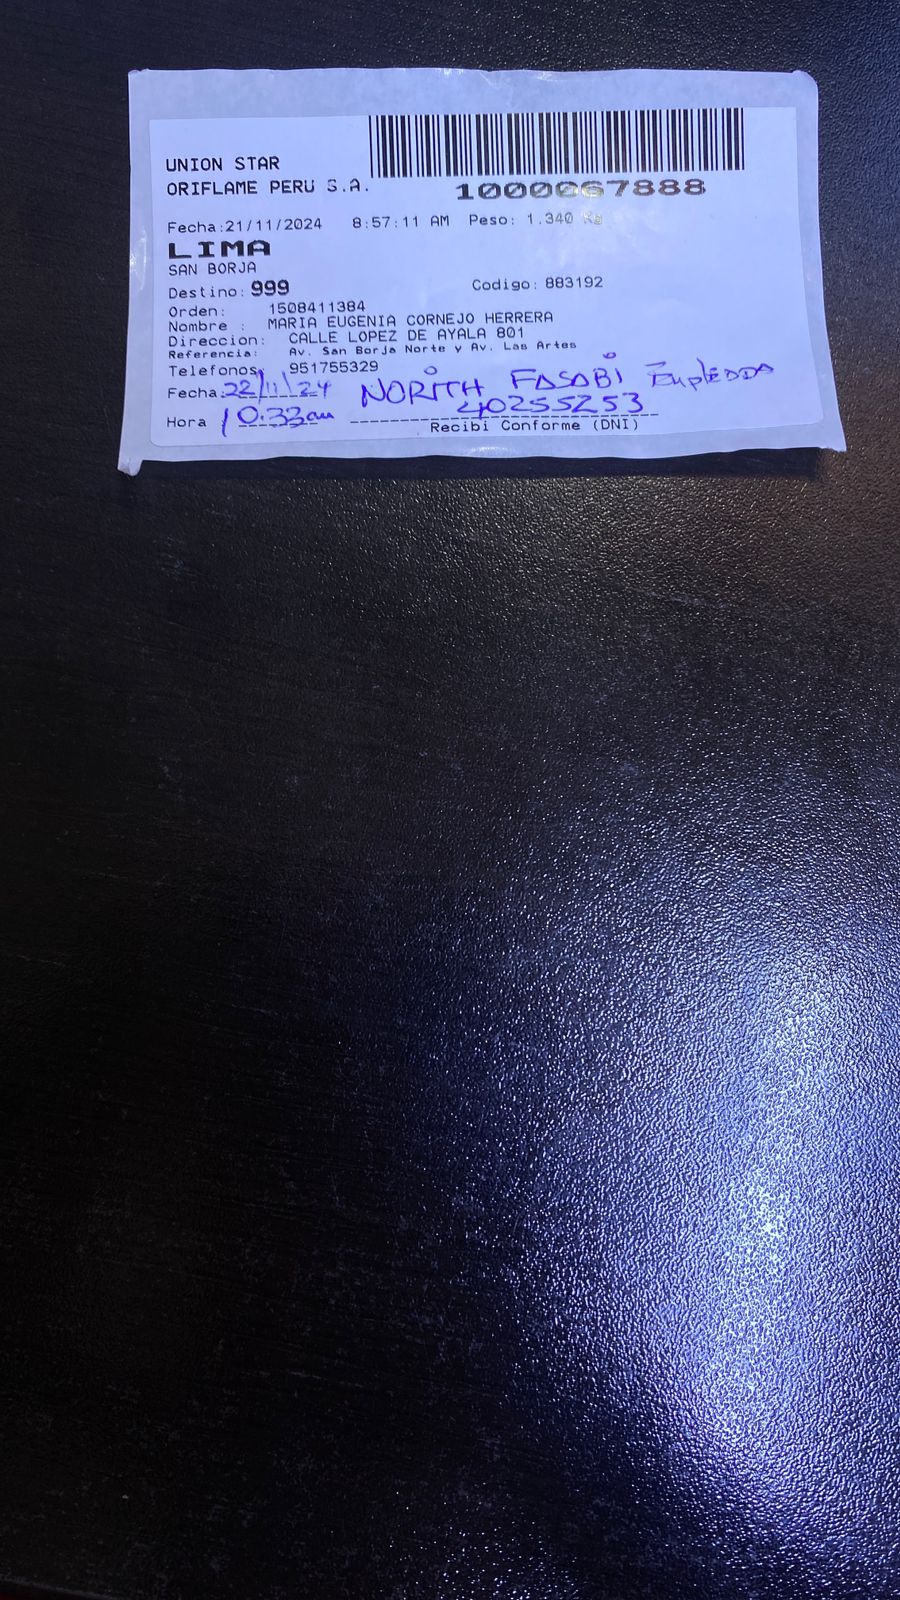 UNION STAR
ORIFLAME PERU S.A.
1000067888
Fecha:21/11/2024 8:57:11 AM Peso: 1.340 Kg
LIMA
SAN BORJA
Destino: 999 Codigo: 883192
Orden: 1508411384
Nombre : MARIA EUGENIA CORNEJO HERRERA
Direccion: CALLE LOPEZ DE AYALA 801
Referencia: Av. San Borja Norte y Av. Las Artes
Telefonos: 951755329
Fecha: 22/11/24 NORITH FASABI
Hora 10:33am 40255253
Recibi Conforme (DNI)